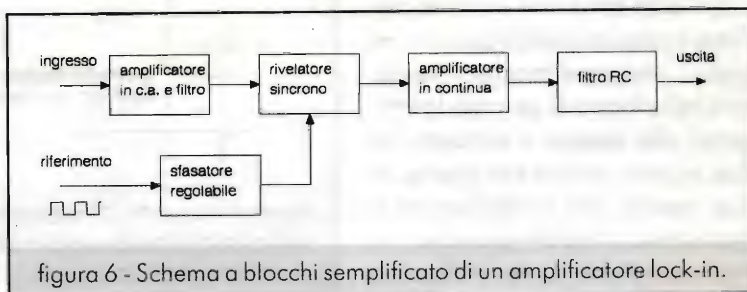 ingresso
amplificatore
in c.a. e filtro
rivelatore
sincrono
amplificatore
in continua
filtro RC
uscita
riferimento
sfasatore
regolabile
figura 6 - Schema a blocchi semplificato di un amplificatore lock-in.